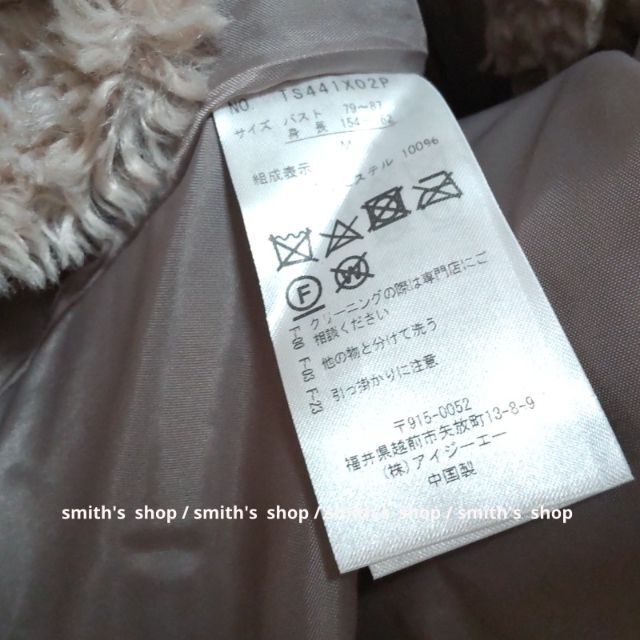 NO. 1S441X02P
サイズ バスト 79～87
身長 154
M
組成表示 ステル 100%
F W
F-00 クリーニングの際は専門店にご
相談ください
F-03 他の物と分けて洗う
F-23 引っ掛かりに注意
〒915-0052
福井県越前市矢放町13-8-9
(株)アイジーエー
中国製
smith's shop / smith's shop / smith's shop / smith's shop